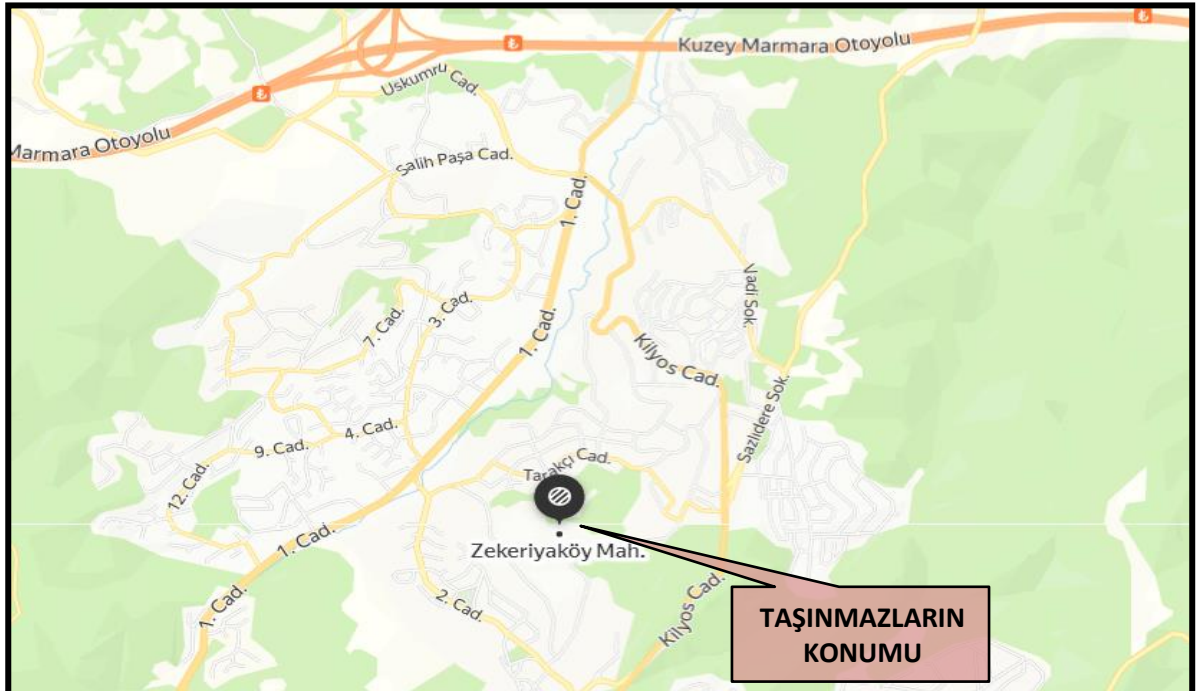 Kuzey Marmara Otoyolu
Uskumru Cad.
Marmara Otoyolu
Salih Paşa Cad.
1. Cad.
Vadi Sok.
3. Cad.
7. Cad.
1. Cad.
Kilyos Cad.
Sazlıdere Sok.
4. Cad.
9. Cad.
Tarakçı Cad.
12. Cad.
1. Cad.
Zekeriyaköy Mah.
1. Cad.
2. Cad.
Kilyos Cad.
TAŞINMAZLARIN
KONUMU